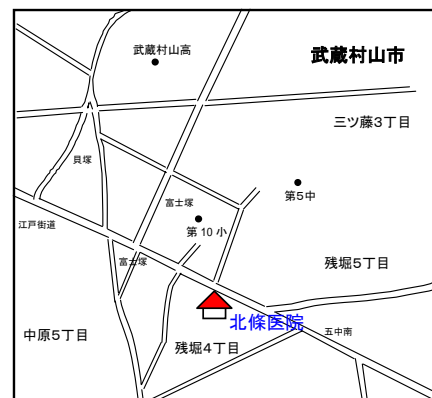 武蔵村山高
武蔵村山市
三ツ藤3丁目
貝塚
第5中
富士塚
江戸街道
第10小
富士塚
残堀5丁目
北條医院
五中南
中原5丁目
残堀4丁目